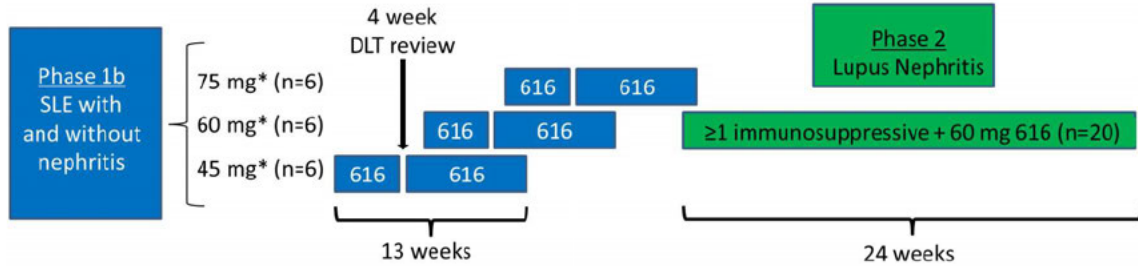 Phase 1b
SLE with
and without
nephritis
4 week
DLT review
75 mg* (n=6)
60 mg* (n=6)
45 mg* (n=6)
616
616
616
616
616
616
13 weeks
Phase 2
Lupus Nephritis
≥1 immunosuppressive + 60 mg 616 (n=20)
24 weeks